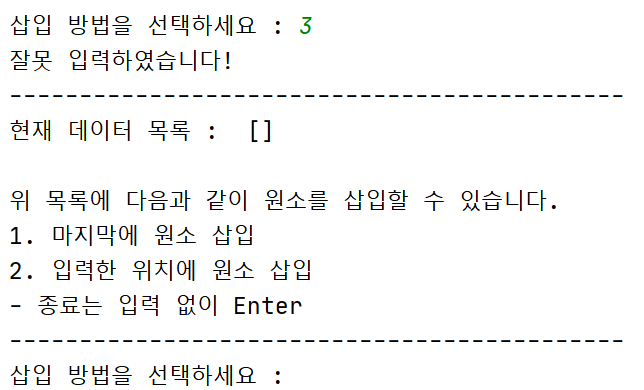 삽입 방법을 선택하세요 : 3
잘못 입력하였습니다!
--------------------------------------------
현재 데이터 목록 :  []
위 목록에 다음과 같이 원소를 삽입할 수 있습니다.
1. 마지막에 원소 삽입
2. 입력한 위치에 원소 삽입
- 종료는 입력 없이 Enter
--------------------------------------------
삽입 방법을 선택하세요 :